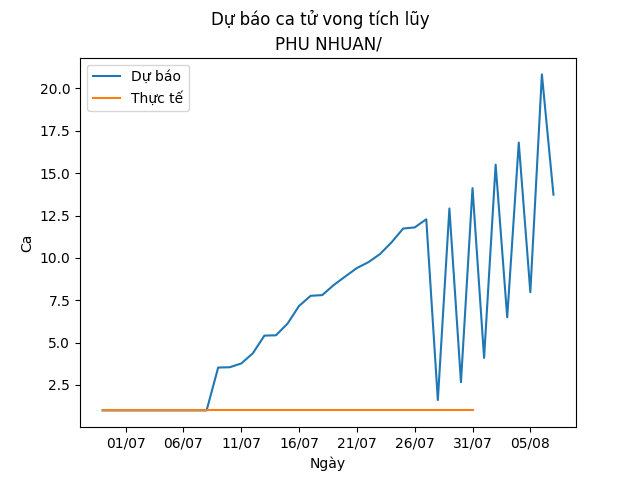 Dự báo ca tử vong tích lũy
PHU NHUAN/
Dự báo
Thực tế
20.0
17.5
15.0
12.5
10.0
7.5
5.0
2.5
Ca
01/07 06/07 11/07 16/07 21/07 26/07 31/07 05/08
Ngày